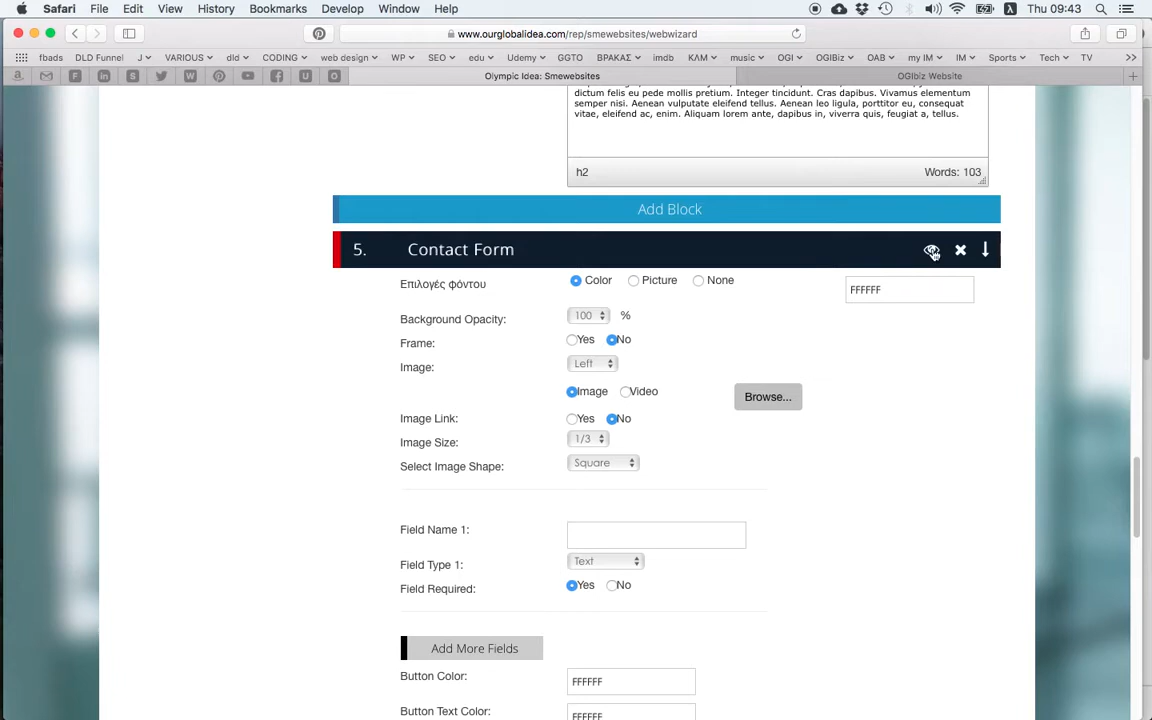 Safari File Edit View History Bookmarks Develop Window Help Thu 09:43
www.ourglobalidea.com/rep/smewebsites/webwizard
fbads DLD Funnel J VARIOUS dld CODING web design WP SEO edu Udemy GGTO ΒΡΑΚΑΣ imdb ΚΛΜ music OGI OGIBiz OAB my IM IM Sports Tech TV
Olympic Idea: Smewebsites OGIbiz Website
dictum felis eu pede mollis pretium. Integer tincidunt. Cras dapibus. Vivamus elementum
semper nisi. Aenean vulputate eleifend tellus. Aenean leo ligula, porttitor eu, consequat
vitae, eleifend ac, enim. Aliquam lorem ante, dapibus in, viverra quis, feugiat a, tellus.
h2 Words: 103
Add Block
5. Contact Form
Επιλογές φόντου Color Picture None FFFFFF
Background Opacity: 100 %
Frame: Yes No
Image: Left
Image Video Browse...
Image Link: Yes No
Image Size: 1/3
Select Image Shape: Square
Field Name 1:
Field Type 1: Text
Field Required: Yes No
Add More Fields
Button Color: FFFFFF
Button Text Color: FFFFFF